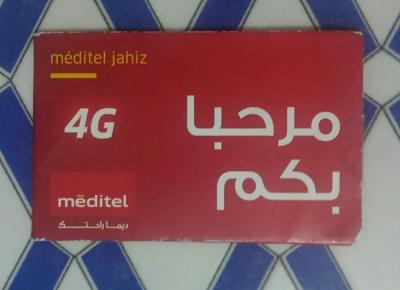 méditel jahiz
4G
مرحبا
بكم
méditel
ديما راحتك